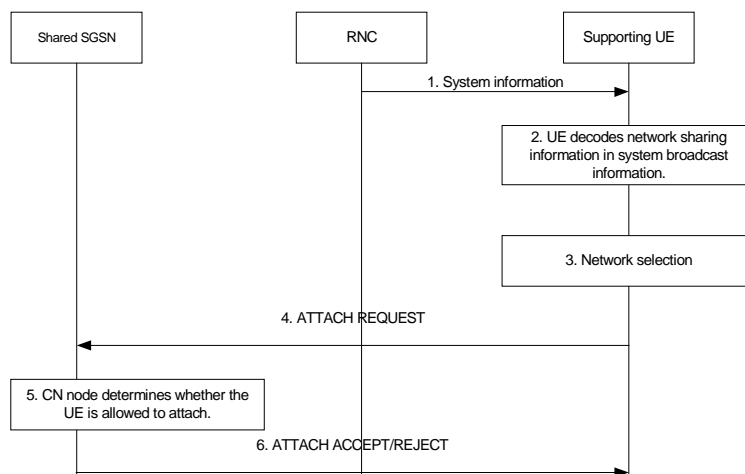 Shared SGSN
RNC
Supporting UE
1. System information
2. UE decodes network sharing
information in system broadcast
information.
3. Network selection
4. ATTACH REQUEST
5. CN node determines whether the
UE is allowed to attach.
6. ATTACH ACCEPT/REJECT